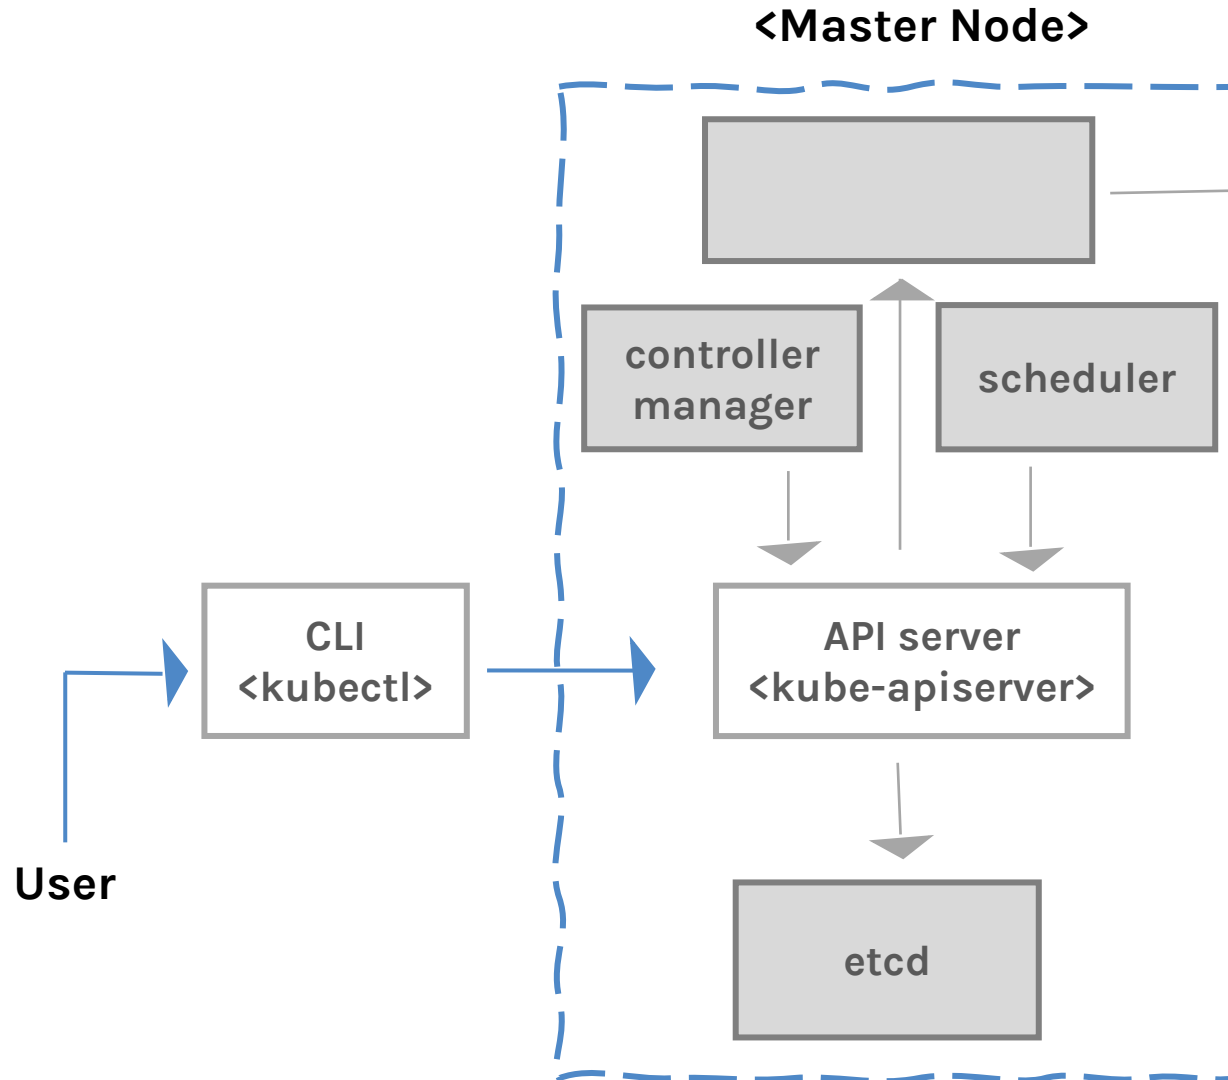 <Master Node>
controller
manager
scheduler
CLI
<kubectl>
API server
<kube-apiserver>
User
etcd